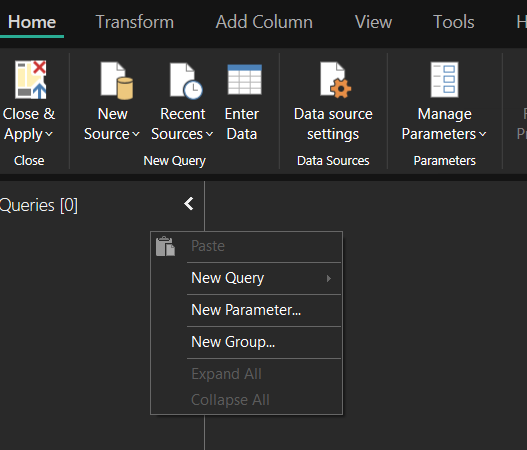 Home Transform Add Column View Tools H
Close & Apply
New Source
Recent Sources
Enter Data
Data source settings
Manage Parameters
Close New Query Data Sources Parameters
Queries [0]
Paste
New Query
New Parameter...
New Group...
Expand All
Collapse All